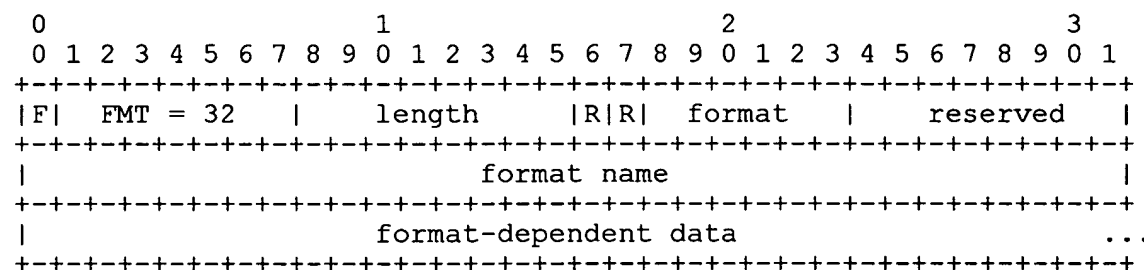 0                   1                   2                   3
 0 1 2 3 4 5 6 7 8 9 0 1 2 3 4 5 6 7 8 9 0 1 2 3 4 5 6 7 8 9 0 1
+-+-+-+-+-+-+-+-+-+-+-+-+-+-+-+-+-+-+-+-+-+-+-+-+-+-+-+-+-+-+-+-+
|F|  FMT = 32   |    length     |R|R|  format   |   reserved    |
+-+-+-+-+-+-+-+-+-+-+-+-+-+-+-+-+-+-+-+-+-+-+-+-+-+-+-+-+-+-+-+-+
|                          format name                          |
+-+-+-+-+-+-+-+-+-+-+-+-+-+-+-+-+-+-+-+-+-+-+-+-+-+-+-+-+-+-+-+-+
|                    format-dependent data                     ...
+-+-+-+-+-+-+-+-+-+-+-+-+-+-+-+-+-+-+-+-+-+-+-+-+-+-+-+-+-+-+-+-+